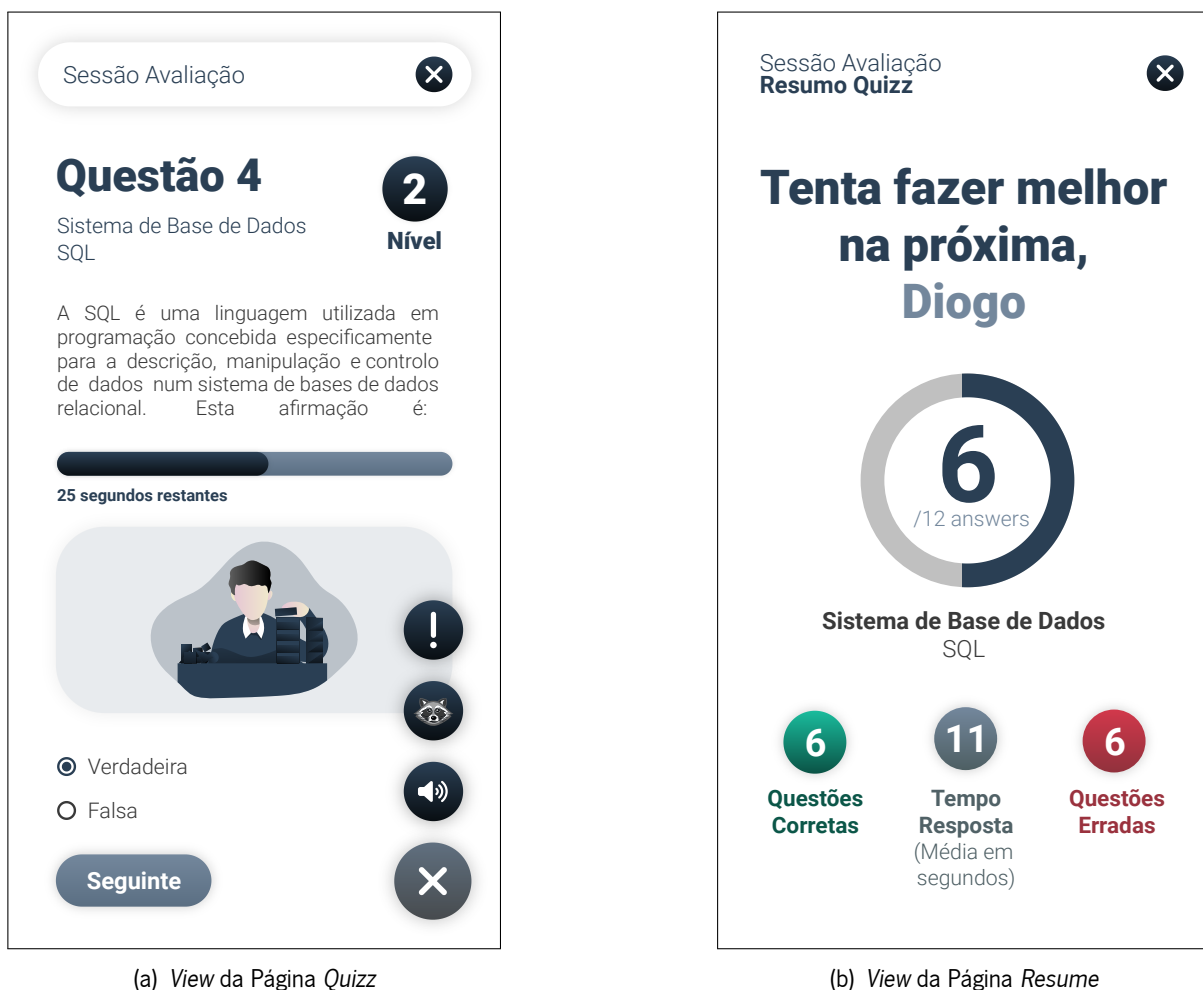 Sessão Avaliação
Questão 4
2
Nível
Sistema de Base de Dados
SQL
A SQL é uma linguagem utilizada em
programação concebida especificamente
para a descrição, manipulação e controlo
de dados num sistema de bases de dados
relacional. Esta afirmação é:
25 segundos restantes
!
Verdadeira
Falsa
Seguinte
(a) View da Página Quizz
Sessão Avaliação
Resumo Quizz
Tenta fazer melhor
na próxima,
Diogo
6
/12 answers
Sistema de Base de Dados
SQL
6
Questões
Corretas
11
Tempo
Resposta
(Média em
segundos)
6
Questões
Erradas
(b) View da Página Resume